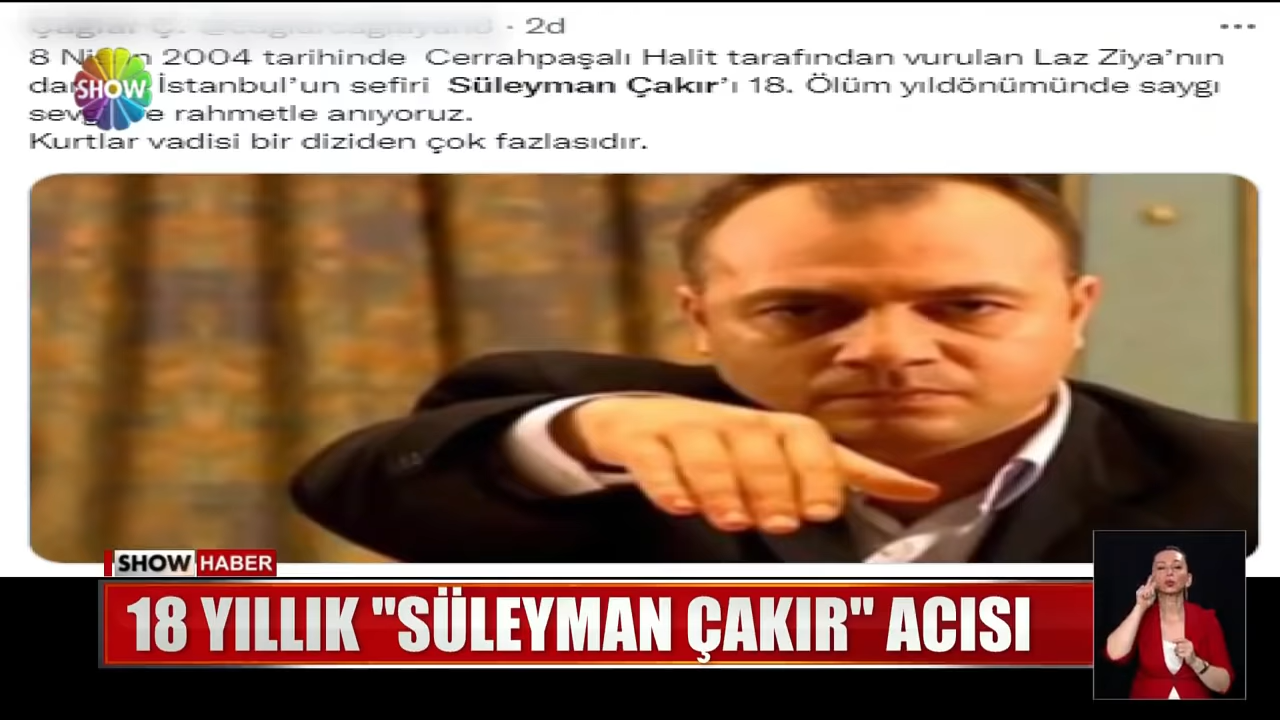 · 2d
8 Nisan 2004 tarihinde Cerrahpaşalı Halit tarafından vurulan Laz Ziya’nın
İstanbul’un sefiri Süleyman Çakır’ı 18. Ölüm yıldönümünde saygı
rahmetle anıyoruz.
Kurtlar vadisi bir diziden çok fazlasıdır.
SHOW
SHOW HABER
18 YILLIK "SÜLEYMAN ÇAKIR" ACISI